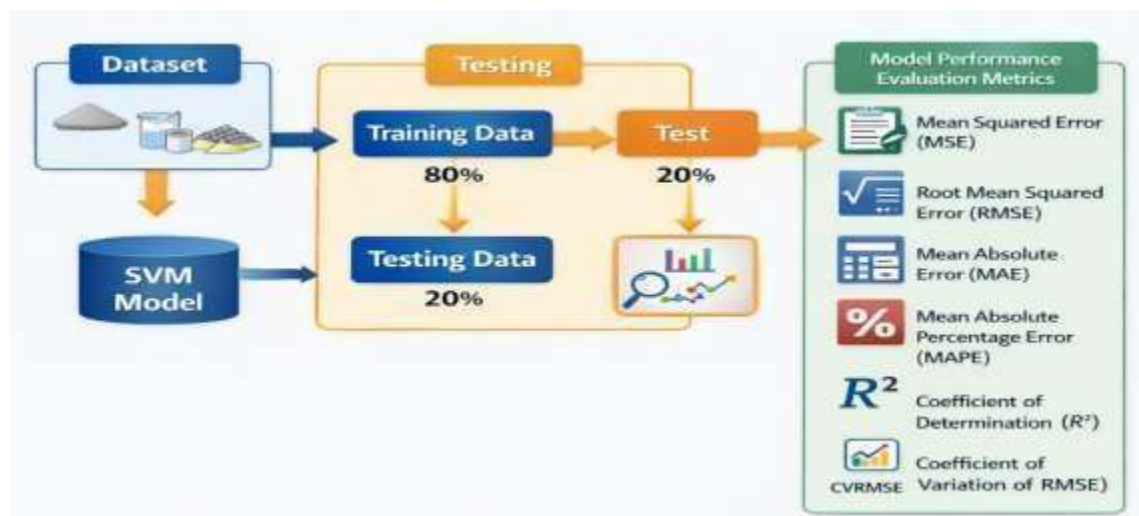 Dataset
Testing
Training Data
80%
Test
20%
SVM
Model
Testing Data
20%
Model Performance
Evaluation Metrics
Mean Squared Error
(MSE)
Root Mean Squared
Error (RMSE)
Mean Absolute
Error (MAE)
%
Mean Absolute
Percentage Error
(MAPE)
R²
Coefficient of
Determination (R²)
CVRMSE
Coefficient of
Variation of RMSE)